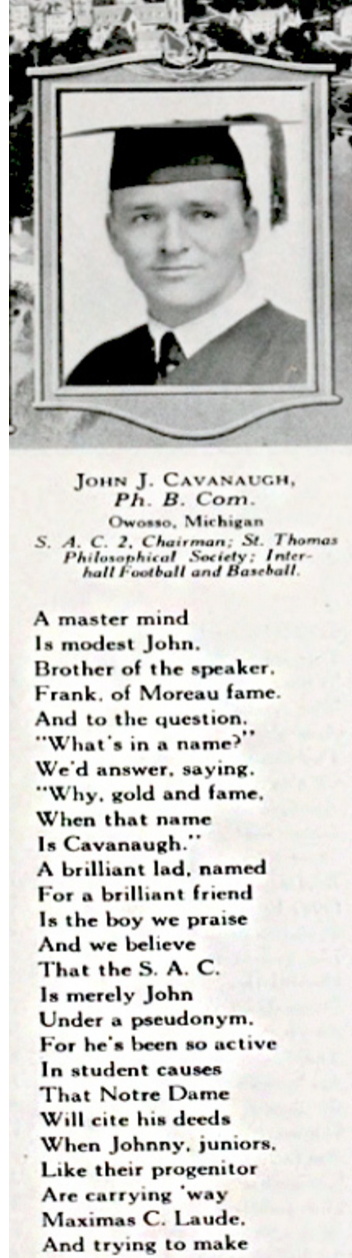 JOHN J. CAVANAUGH,
Ph. B. Com.
Owosso, Michigan
S. A. C. 2, Chairman; St. Thomas
Philosophical Society; Inter-
hall Football and Baseball.
A master mind
Is modest John,
Brother of the speaker,
Frank, of Moreau fame.
And to the question,
"What's in a name?"
We'd answer, saying,
"Why, gold and fame,
When that name
Is Cavanaugh."
A brilliant lad, named
For a brilliant friend
Is the boy we praise
And we believe
That the S. A. C.
Is merely John
Under a pseudonym.
For he's been so active
In student causes
That Notre Dame
Will cite his deeds
When Johnny, juniors,
Like their progenitor
Are carrying 'way
Maximas C. Laude,
And trying to make